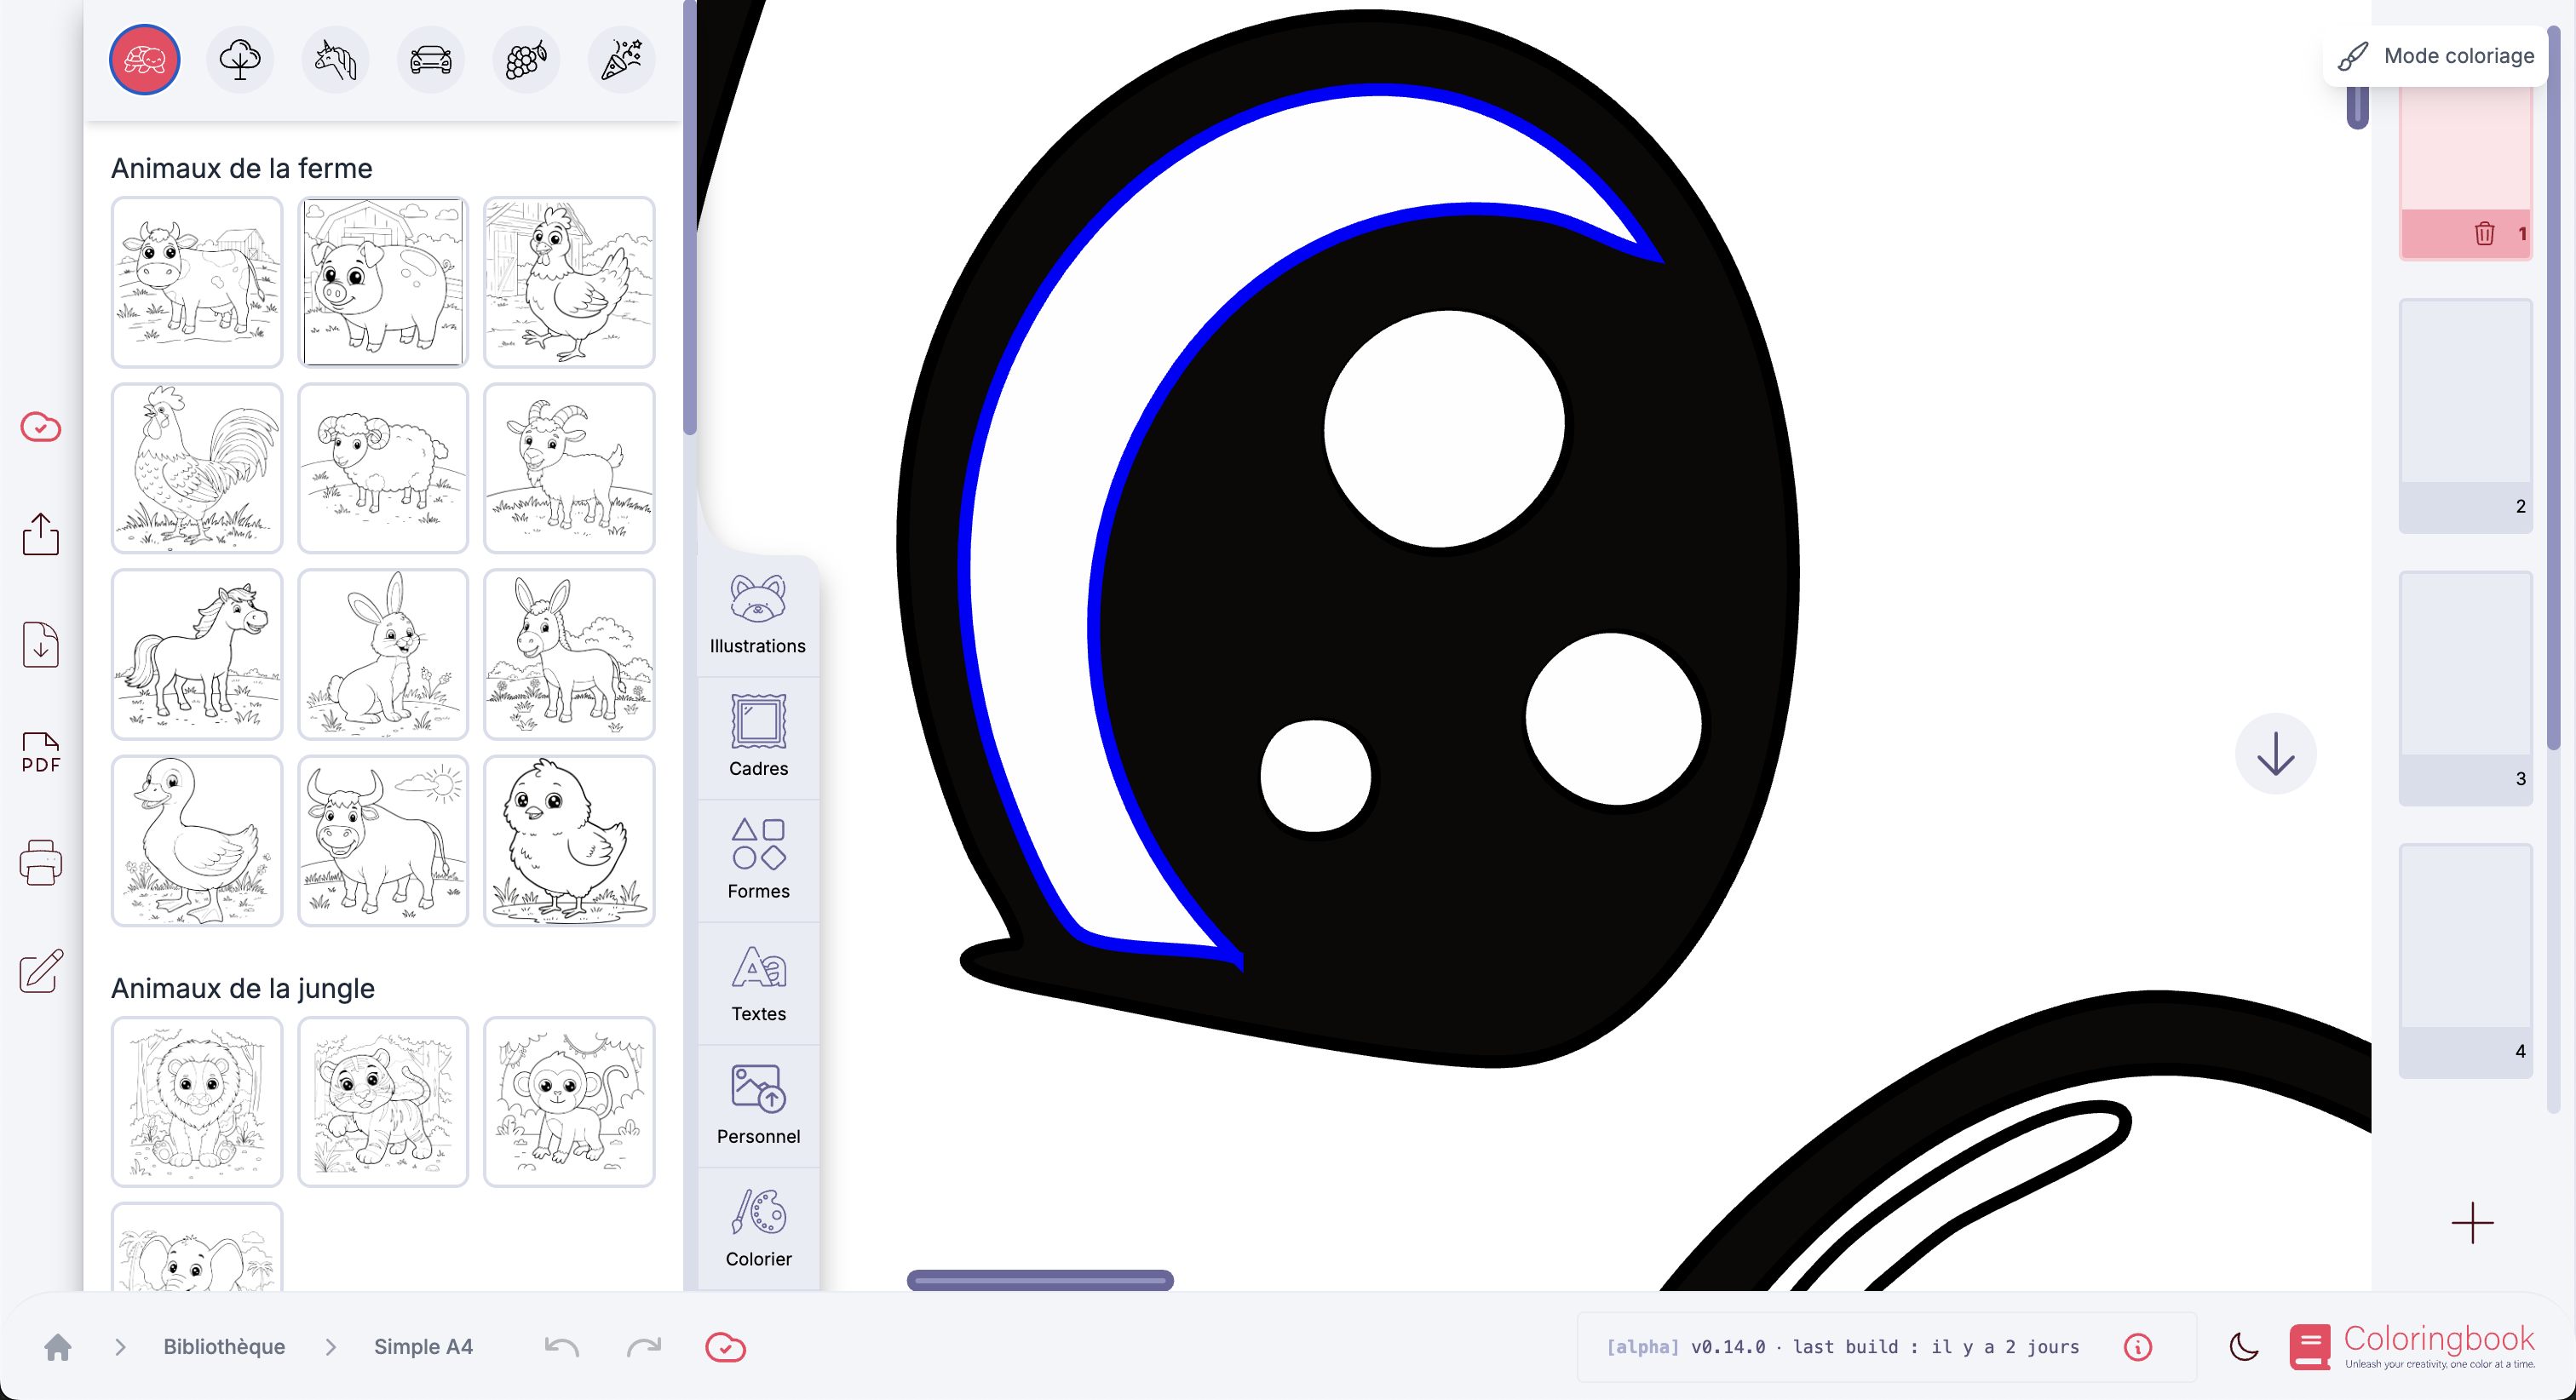 Mode coloriage
Animaux de la ferme
1
2
3
4
Illustrations
Cadres
Formes
Aa
Textes
Personnel
Colorier
PDF
Animaux de la jungle
Bibliothèque
Simple A4
[alpha] v0.14.0 · last build : il y a 2 jours
Coloringbook
Unleash your creativity, one color at a time.